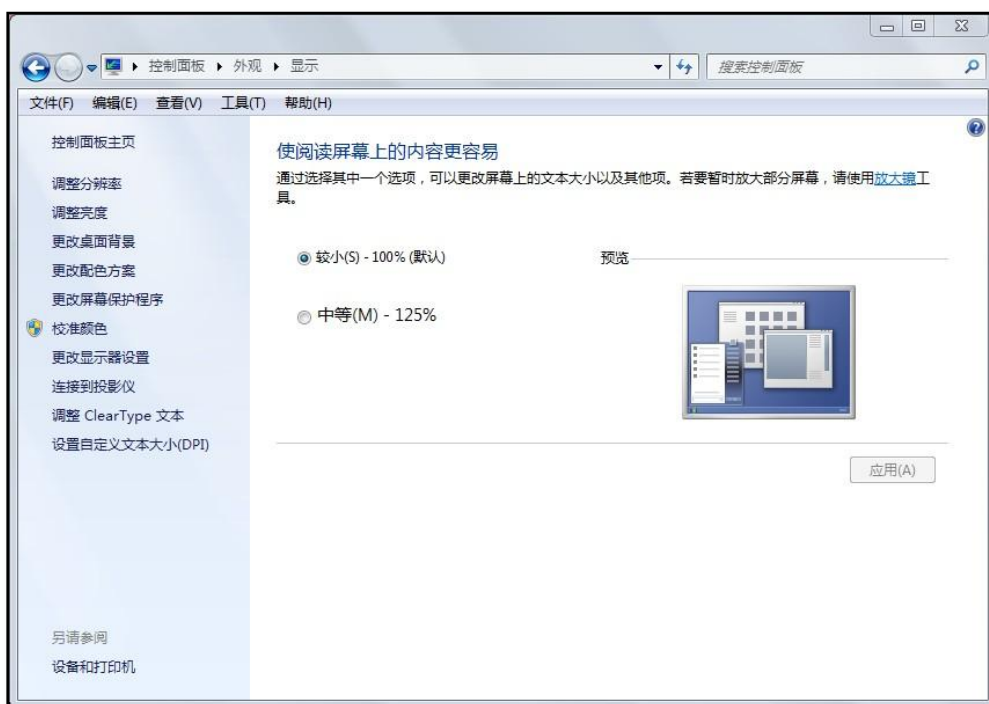 控制面板 外观 显示
搜索控制面板
文件(F) 编辑(E) 查看(V) 工具(T) 帮助(H)
控制面板主页
调整分辨率
调整亮度
更改桌面背景
更改配色方案
更改屏幕保护程序
校准颜色
更改显示器设置
连接到投影仪
调整 ClearType 文本
设置自定义文本大小(DPI)
另请参阅
设备和打印机
使阅读屏幕上的内容更容易
通过选择其中一个选项，可以更改屏幕上的文本大小以及其他项。若要暂时放大部分屏幕，请使用放大镜工
具。
较小(S) - 100% (默认)
预览
中等(M) - 125%
应用(A)